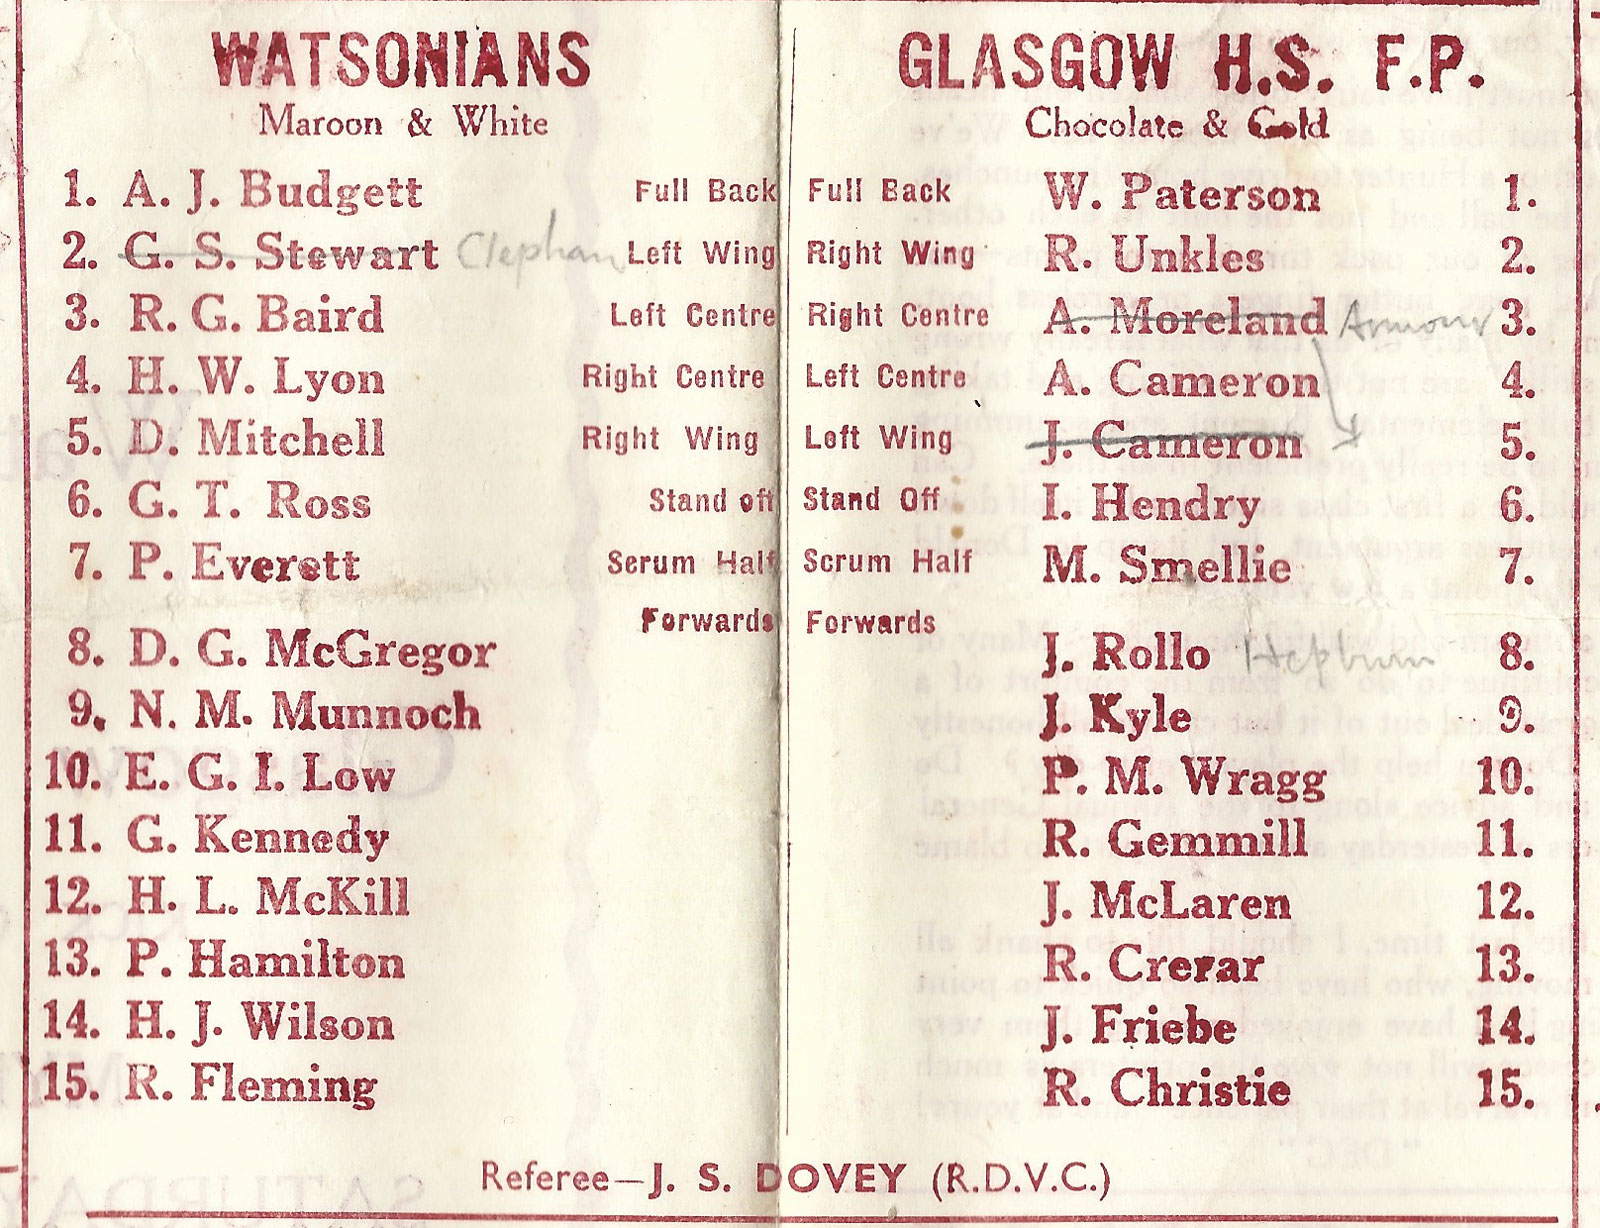 WATSONIANS
Maroon & White
1. A. J. Budgett Full Back
2. G. S. Stewart Clephan Left Wing
3. R. G. Baird Left Centre
4. H. W. Lyon Right Centre
5. D. Mitchell Right Wing
6. G. T. Ross Stand off
7. P. Everett Scrum Half
Forwards
8. D. G. McGregor
9. N. M. Munnoch
10. E. G. I. Low
11. G. Kennedy
12. H. L. McKill
13. P. Hamilton
14. H. J. Wilson
15. R. Fleming
GLASGOW H.S. F.P.
Chocolate & Gold
Full Back W. Paterson 1.
Right Wing R. Unkles 2.
Right Centre A. Moreland Armour 3.
Left Centre A. Cameron 4.
Left Wing J. Cameron 5.
Stand Off I. Hendry 6.
Scrum Half M. Smellie 7.
Forwards
J. Rollo Hepburn 8.
J. Kyle 9.
P. M. Wragg 10.
R. Gemmill 11.
J. McLaren 12.
R. Crerar 13.
J. Friebe 14.
R. Christie 15.
Referee—J. S. DOVEY (R.D.V.C.)